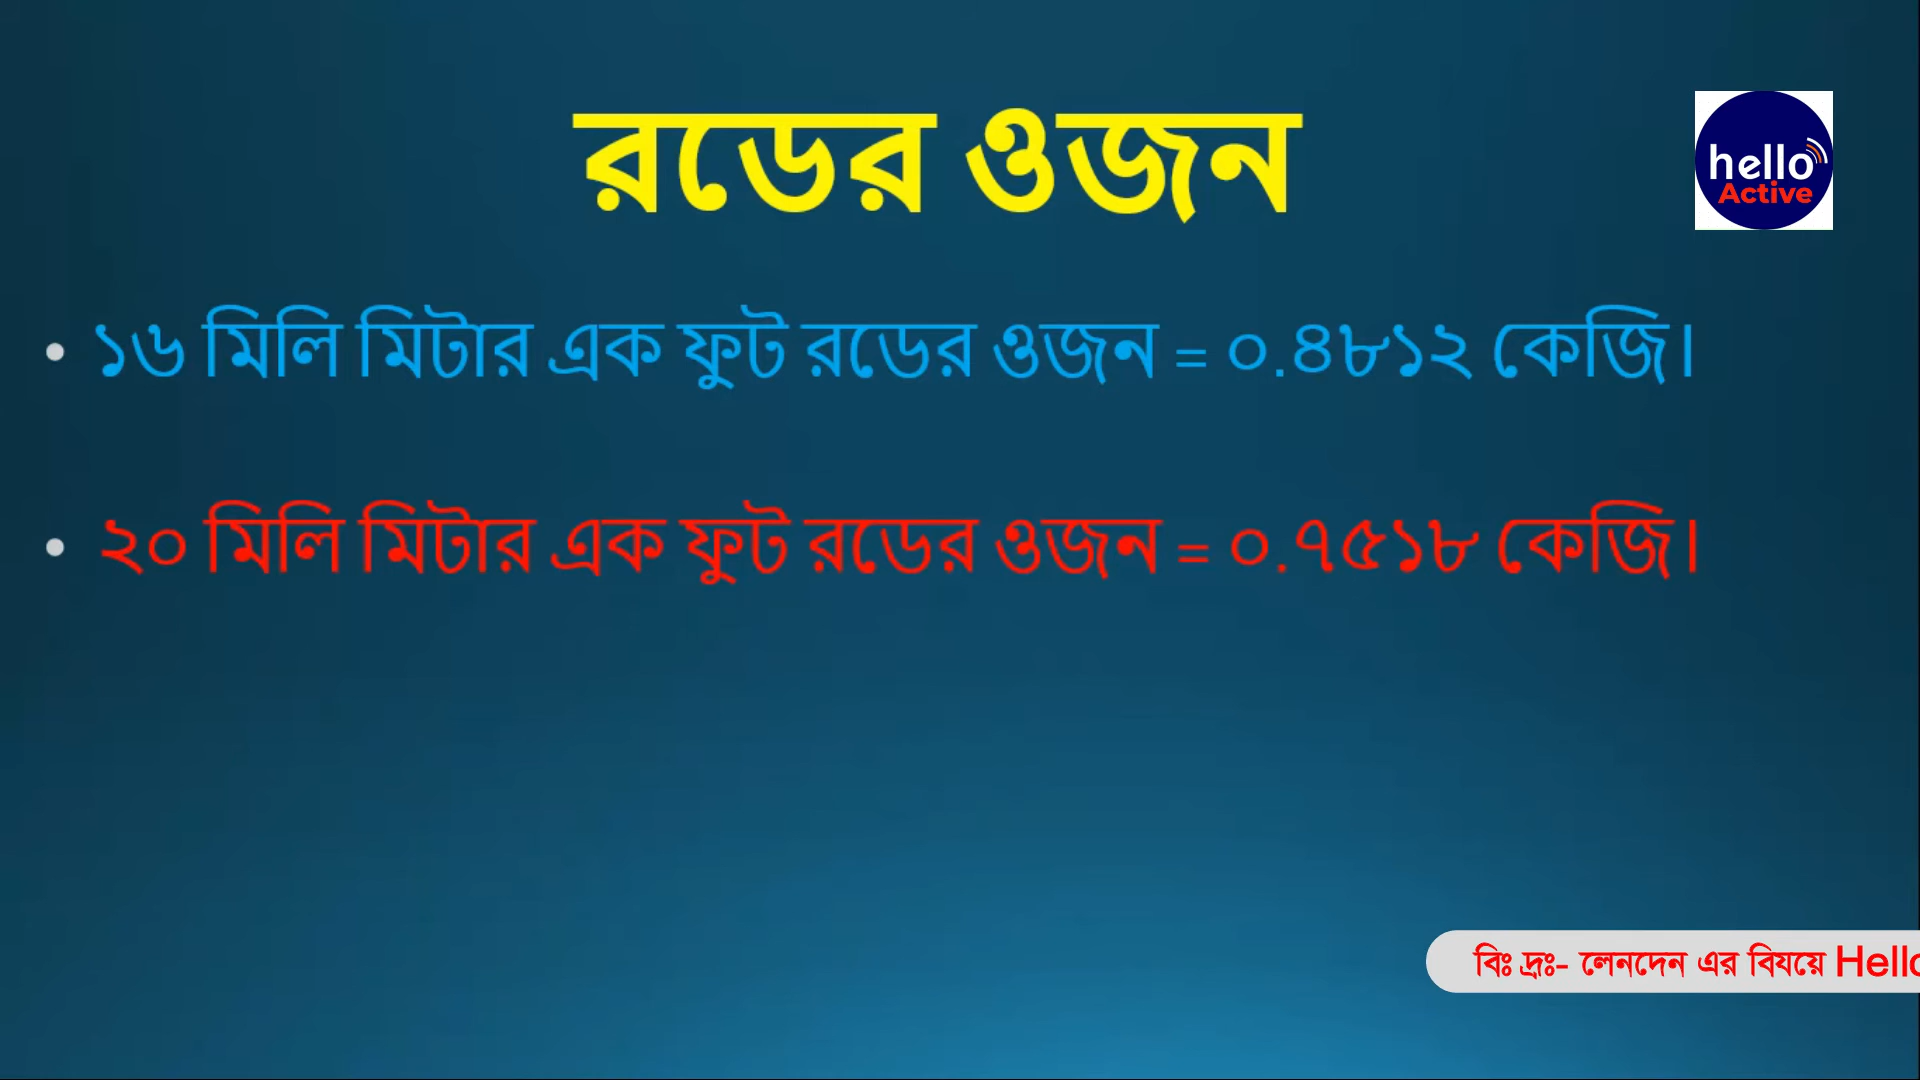 রডের ওজন
hello
Active
• ১৬ মিলি মিটার এক ফুট রডের ওজন = ০.৪৮১২ কেজি।
• ২০ মিলি মিটার এক ফুট রডের ওজন = ০.৭৫১৮ কেজি।
বিঃ দ্রঃ- লেনদেন এর বিষয়ে Hello